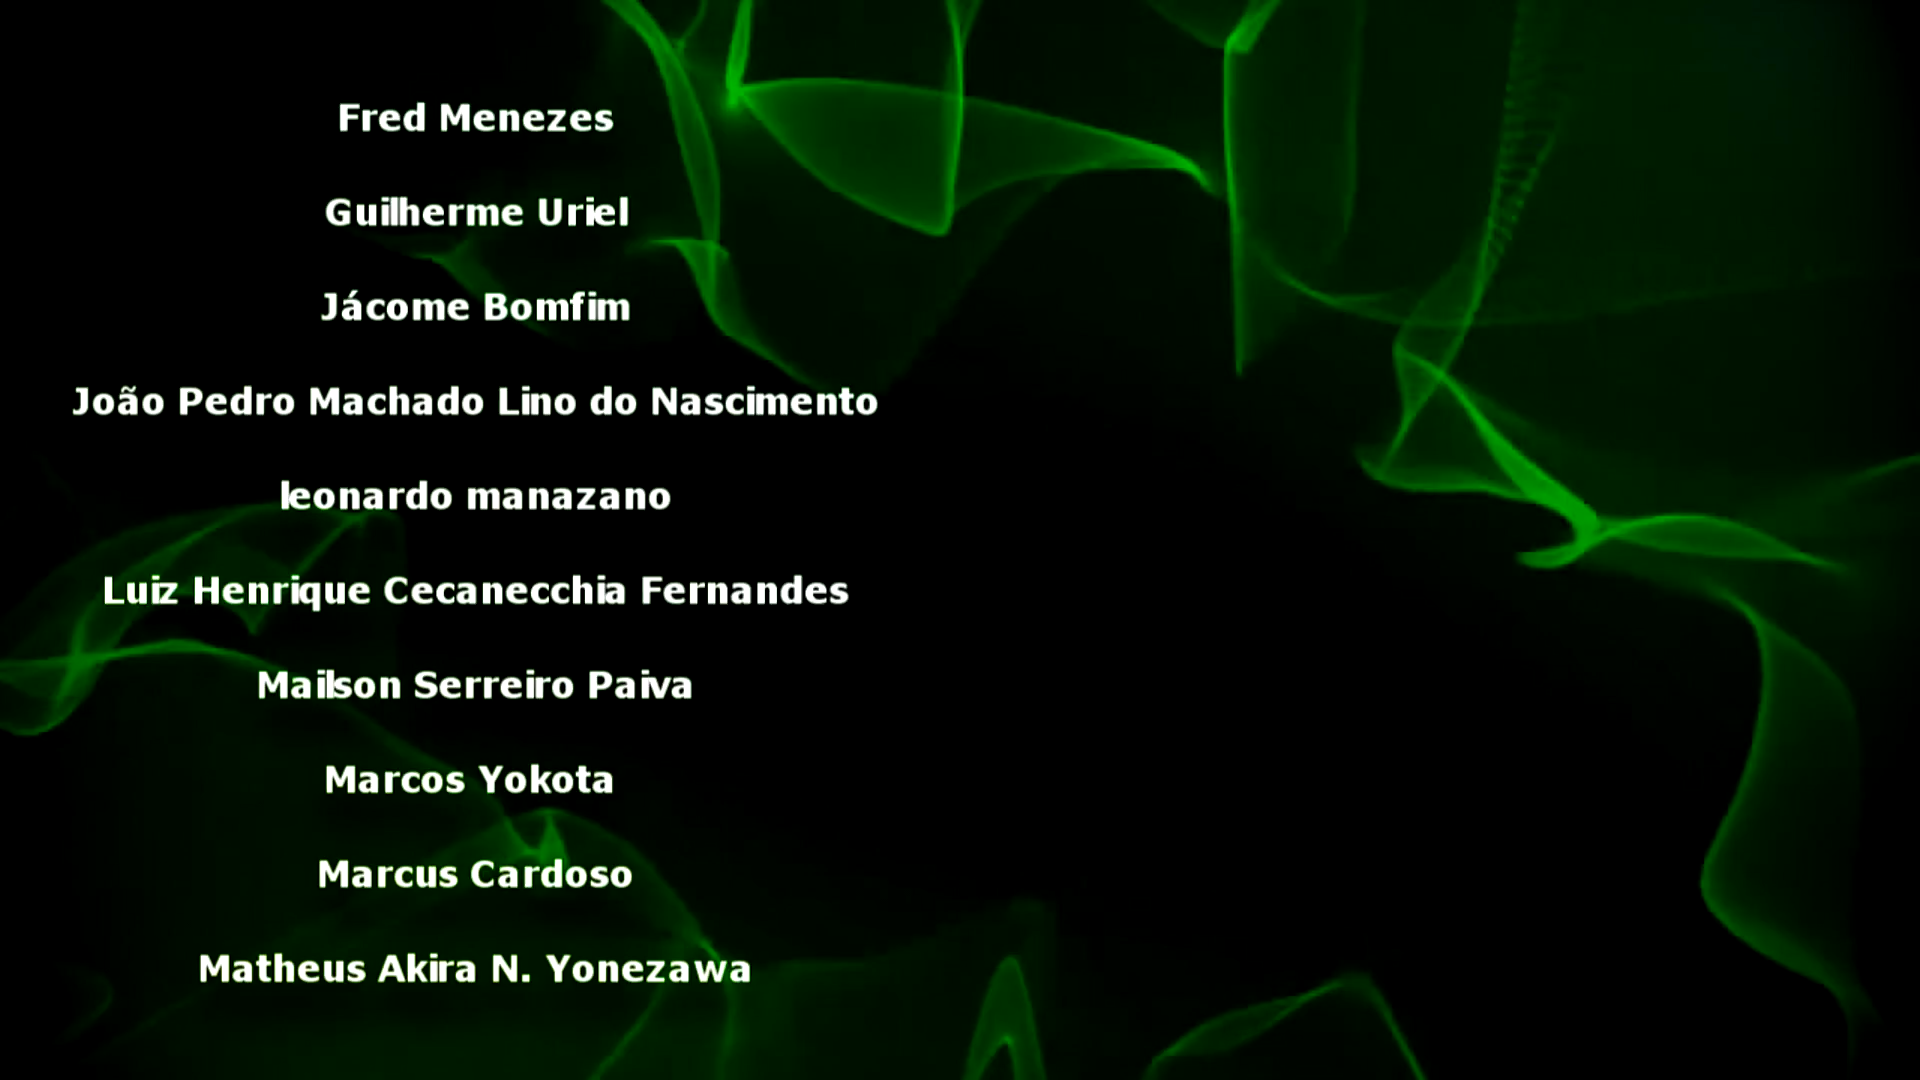 Fred Menezes
Guilherme Uriel
Jácome Bomfim
João Pedro Machado Lino do Nascimento
leonardo manazano
Luiz Henrique Cecanecchia Fernandes
Mailson Serreiro Paiva
Marcos Yokota
Marcus Cardoso
Matheus Akira N. Yonezawa